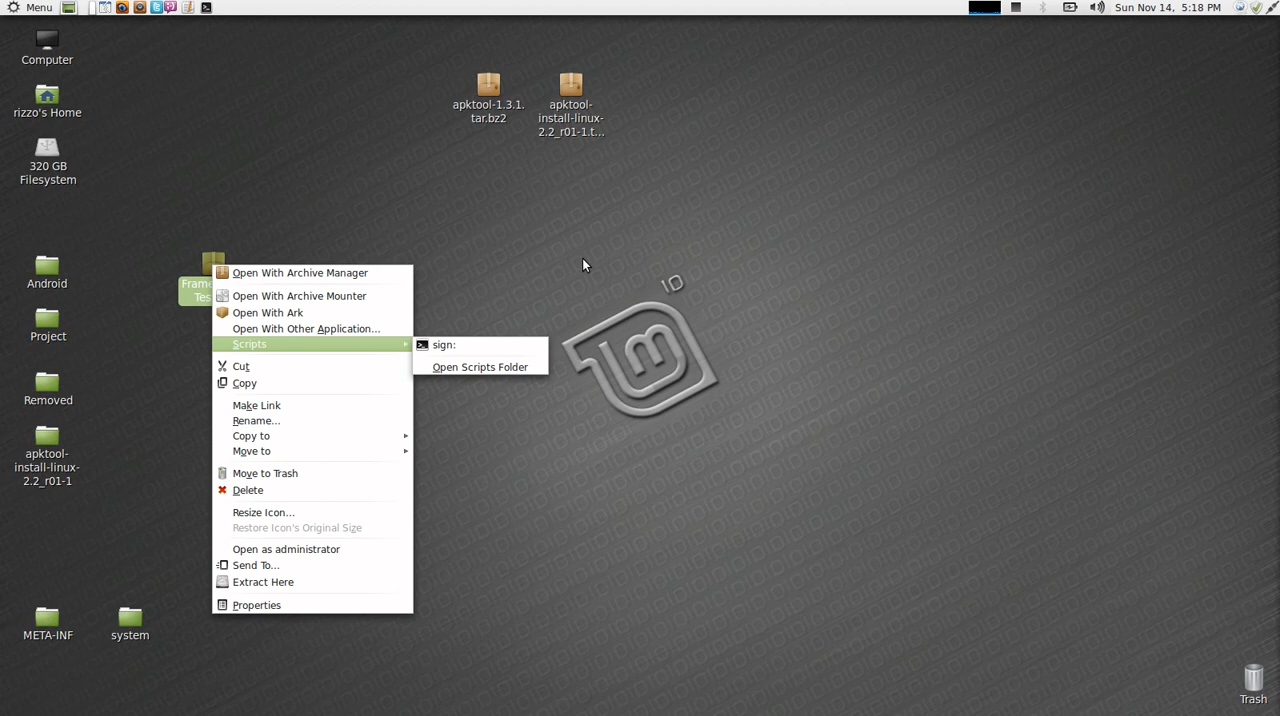 Menu
Sun Nov 14, 5:18 PM
Computer
rizzo's Home
320 GB
Filesystem
apktool-1.3.1.
tar.bz2
apktool-
install-linux-
2.2_r01-1.t...
Android
Project
Removed
apktool-
install-linux-
2.2_r01-1
META-INF
system
Frame
Tes
Open With Archive Manager
Open With Archive Mounter
Open With Ark
Open With Other Application...
Scripts
Cut
Copy
Make Link
Rename...
Copy to
Move to
Move to Trash
Delete
Resize Icon...
Restore Icon's Original Size
Open as administrator
Send To...
Extract Here
Properties
sign:
Open Scripts Folder
10
Trash